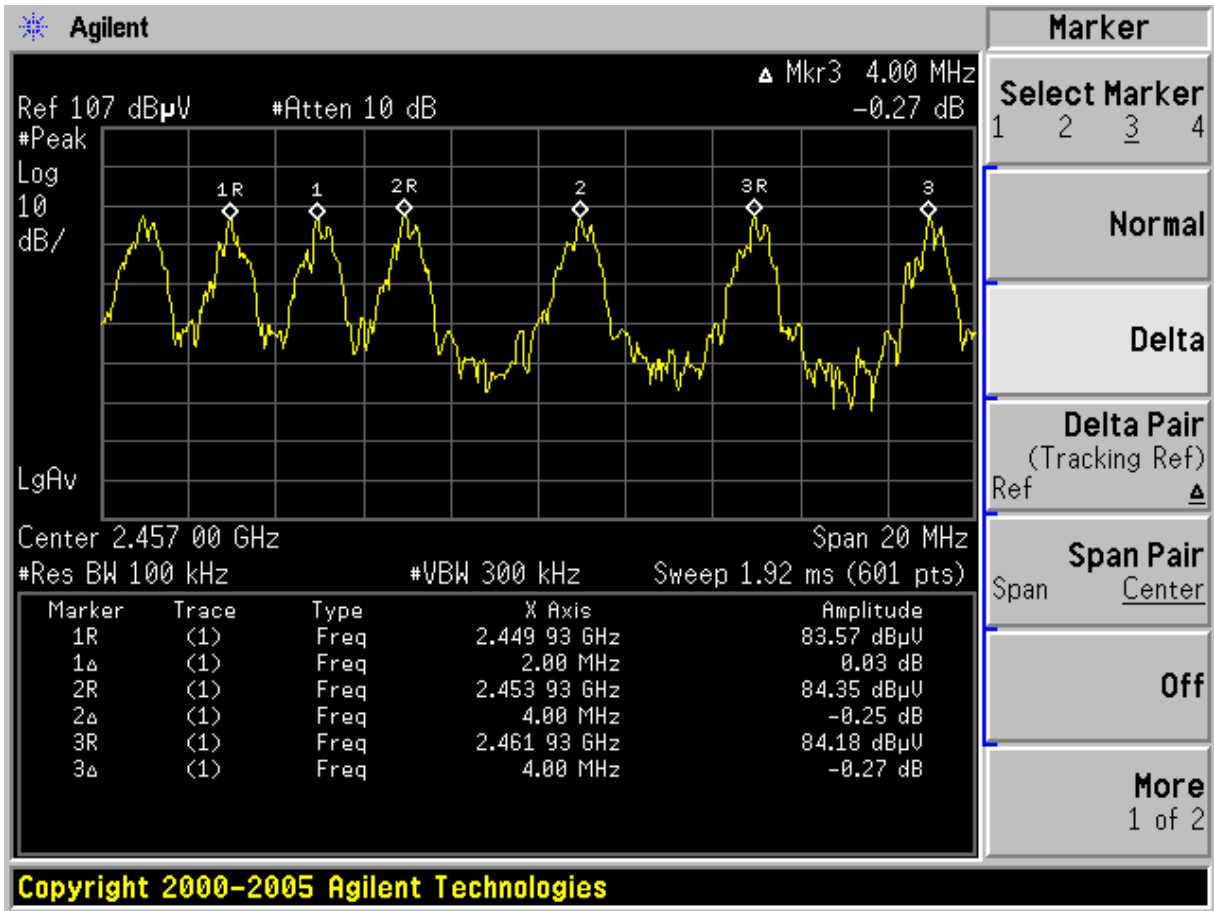 Agilent
Marker
Δ Mkr3 4.00 MHz
Ref 107 dBµV #Atten 10 dB -0.27 dB
#Peak
Log
10
dB/
1R 1 2R 2 3R 3
LgAv
Center 2.457 00 GHz Span 20 MHz
#Res BW 100 kHz #VBW 300 kHz Sweep 1.92 ms (601 pts)
Marker Trace Type X Axis Amplitude
1R (1) Freq 2.449 93 GHz 83.57 dBµV
1Δ (1) Freq 2.00 MHz 0.03 dB
2R (1) Freq 2.453 93 GHz 84.35 dBµV
2Δ (1) Freq 4.00 MHz -0.25 dB
3R (1) Freq 2.461 93 GHz 84.18 dBµV
3Δ (1) Freq 4.00 MHz -0.27 dB
Select Marker
1 2 3 4
Normal
Delta
Delta Pair
(Tracking Ref)
Ref Δ
Span Pair
Span Center
Off
More
1 of 2
Copyright 2000-2005 Agilent Technologies